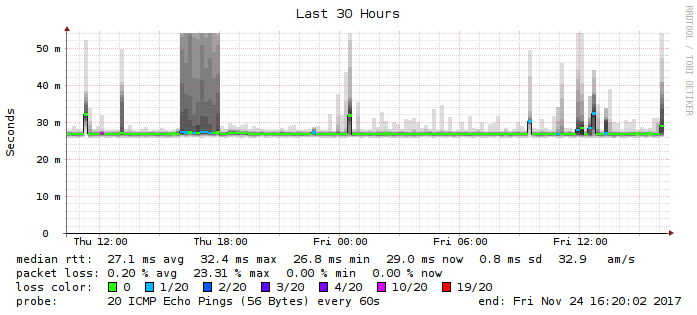 Last 30 Hours
RRDTOOL / TOBI OETIKER
Seconds
50 m
40 m
30 m
20 m
10 m
0
Thu 12:00 Thu 18:00 Fri 00:00 Fri 06:00 Fri 12:00
median rtt: 27.1 ms avg 32.4 ms max 26.8 ms min 29.0 ms now 0.8 ms sd 32.9 am/s
packet loss: 0.20 % avg 23.31 % max 0.00 % min 0.00 % now
loss color: 0 1/20 2/20 3/20 4/20 10/20 19/20
probe: 20 ICMP Echo Pings (56 Bytes) every 60s end: Fri Nov 24 16:20:02 2017